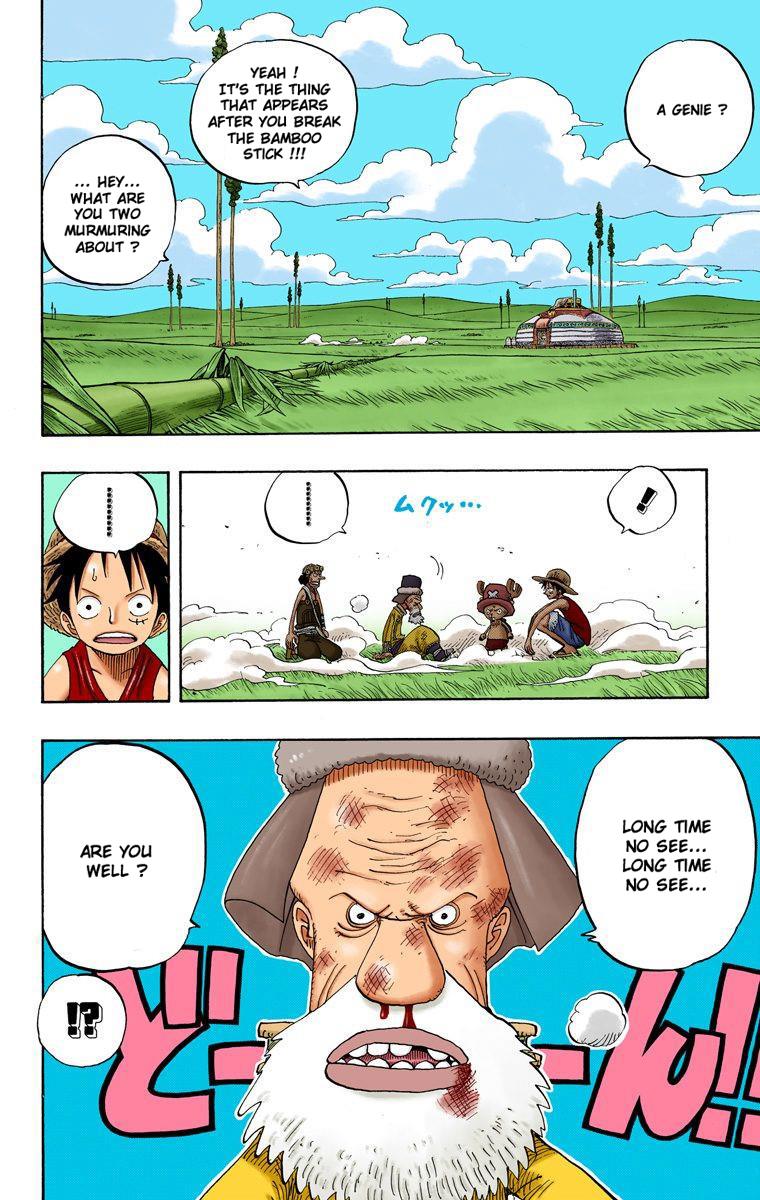 A GENIE ?
YEAH !
IT'S THE THING
THAT APPEARS
AFTER YOU BREAK
THE BAMBOO
STICK !!!
... HEY...
WHAT ARE
YOU TWO
MURMURING
ABOUT ?
!
ムクッ…
..........
..........
LONG TIME
NO SEE...
LONG TIME
NO SEE...
ARE YOU
WELL ?
!?
どーーん!!